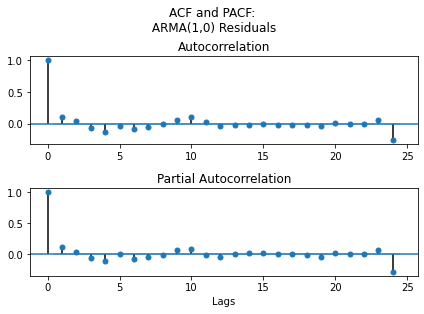 ACF and PACF:
ARMA(1,0) Residuals
Autocorrelation
1.0
0.5
0.0
0 5 10 15 20 25
Partial Autocorrelation
1.0
0.5
0.0
0 5 10 15 20 25
Lags